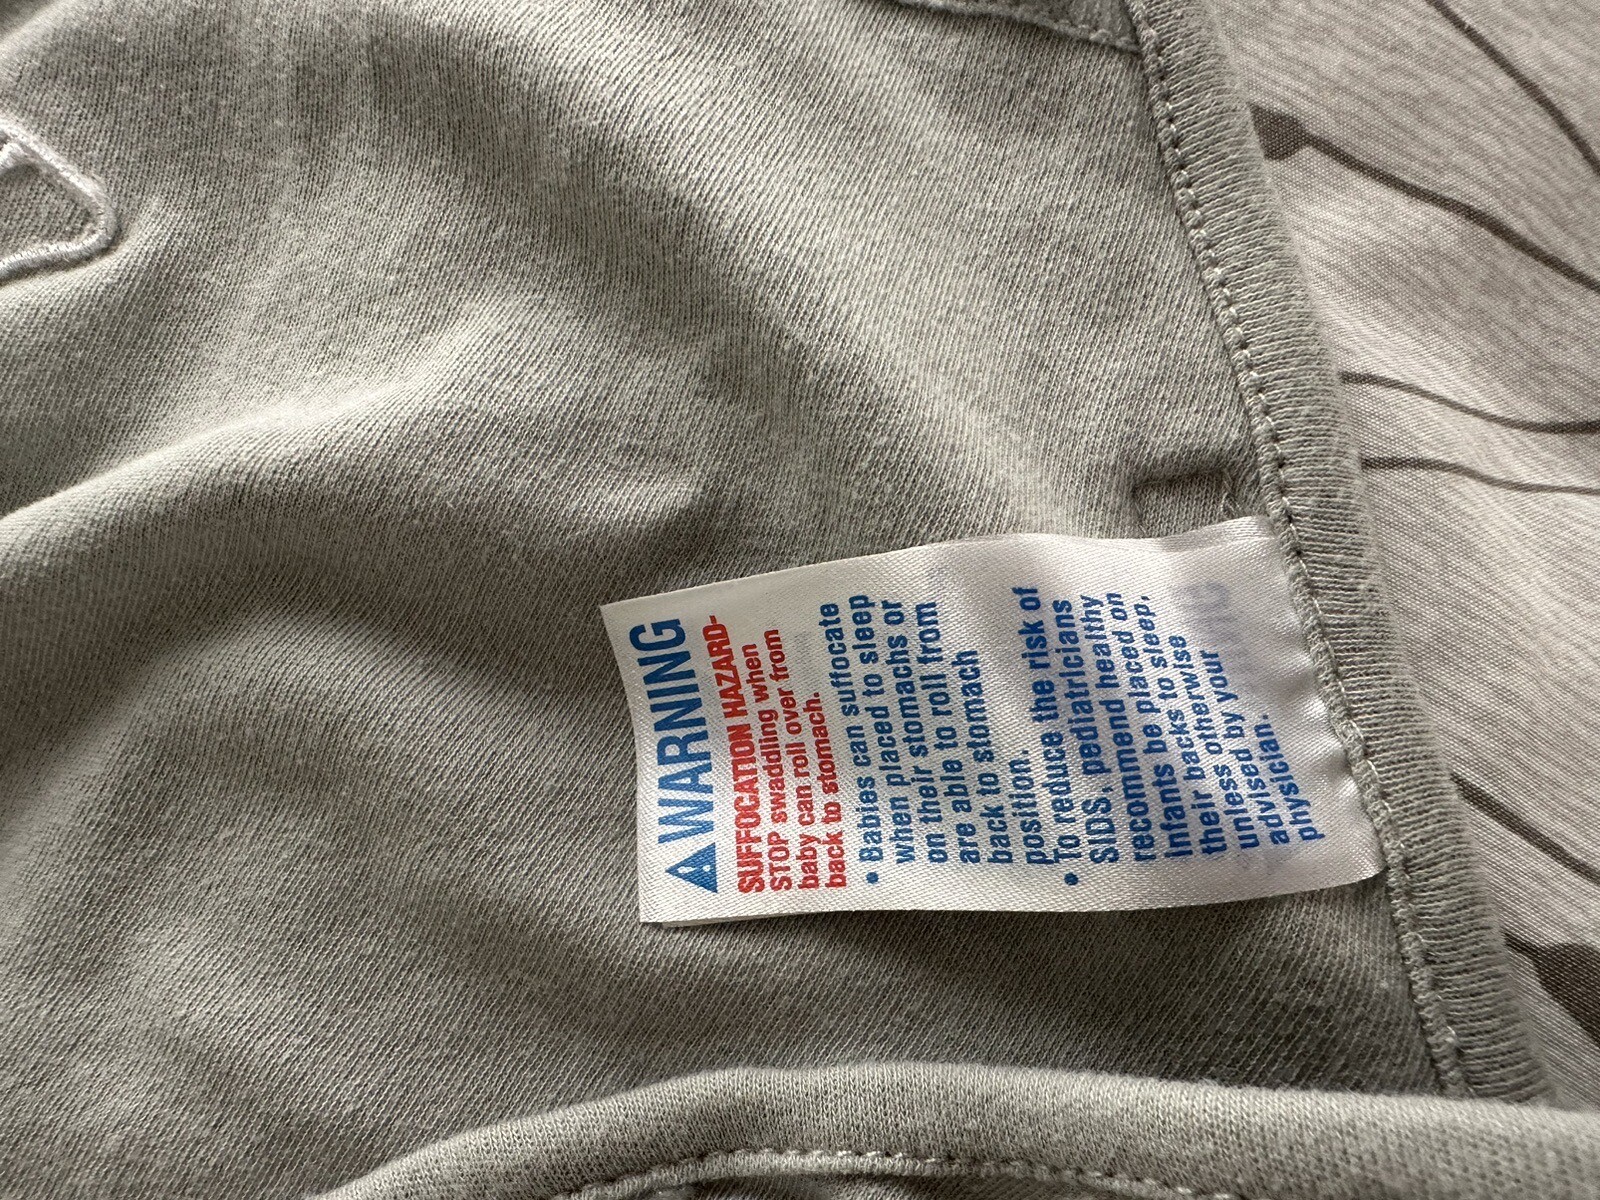 WARNING
SUFFOCATION HAZARD-
STOP swaddling when
baby can roll over from
back to stomach.
• Babies can suffocate
when placed to sleep
on their stomachs or
are able to roll from
back to stomach
position.
• To reduce the risk of
SIDS, pediatricians
recommend healthy
infants be placed on
their backs to sleep,
unless otherwise
advised by your
physician.